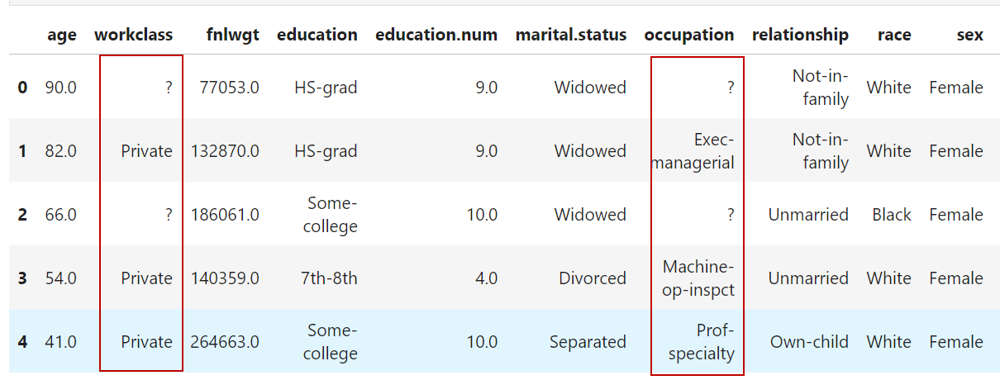 age workclass fnlwgt education education.num marital.status occupation relationship race sex
0 90.0 ? 77053.0 HS-grad 9.0 Widowed ? Not-in-
family White Female
1 82.0 Private 132870.0 HS-grad 9.0 Widowed Exec-
managerial Not-in-
family White Female
2 66.0 ? 186061.0 Some-
college 10.0 Widowed ? Unmarried Black Female
3 54.0 Private 140359.0 7th-8th 4.0 Divorced Machine-
op-inspct Unmarried White Female
4 41.0 Private 264663.0 Some-
college 10.0 Separated Prof-
specialty Own-child White Female